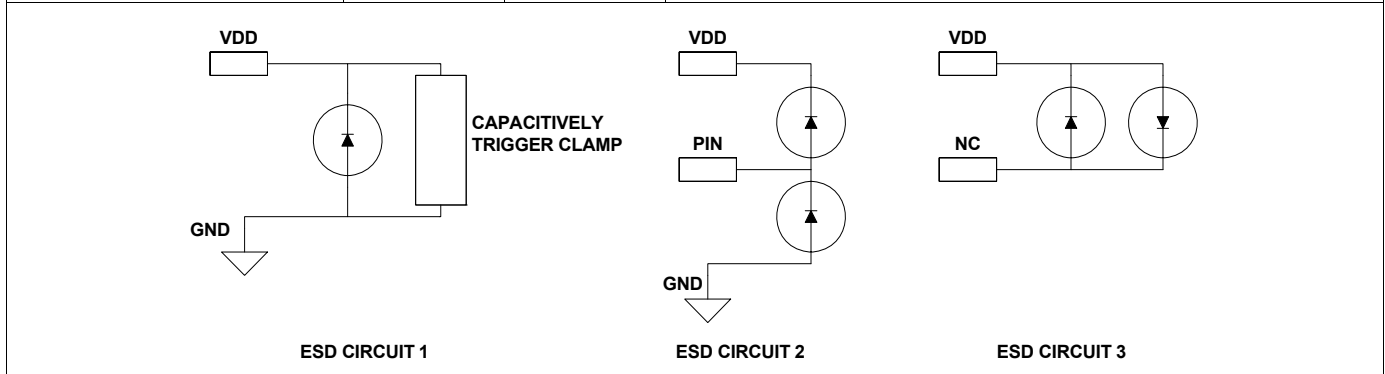 VDD
CAPACITIVELY
TRIGGER CLAMP
GND
ESD CIRCUIT 1
VDD
PIN
GND
ESD CIRCUIT 2
VDD
NC
ESD CIRCUIT 3